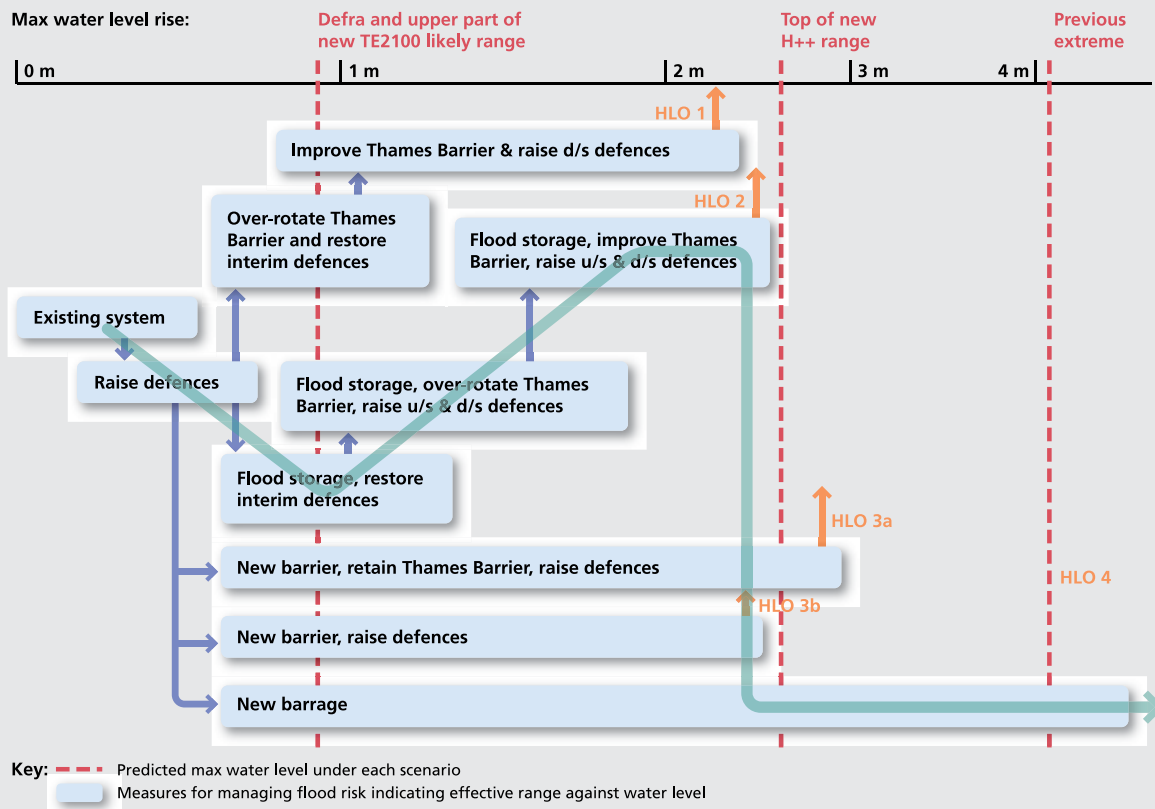 Max water level rise:
Defra and upper part of
new TE2100 likely range
Top of new
H++ range
Previous
extreme
0 m
1 m
2 m
3 m
4 m
HLO 1
Improve Thames Barrier & raise d/s defences
HLO 2
Over-rotate Thames
Barrier and restore
interim defences
Flood storage, improve Thames
Barrier, raise u/s & d/s defences
Existing system
Raise defences
Flood storage, over-rotate Thames
Barrier, raise u/s & d/s defences
Flood storage, restore
interim defences
HLO 3a
New barrier, retain Thames Barrier, raise defences
HLO 4
HLO 3b
New barrier, raise defences
New barrage
Key:
Predicted max water level under each scenario
Measures for managing flood risk indicating effective range against water level